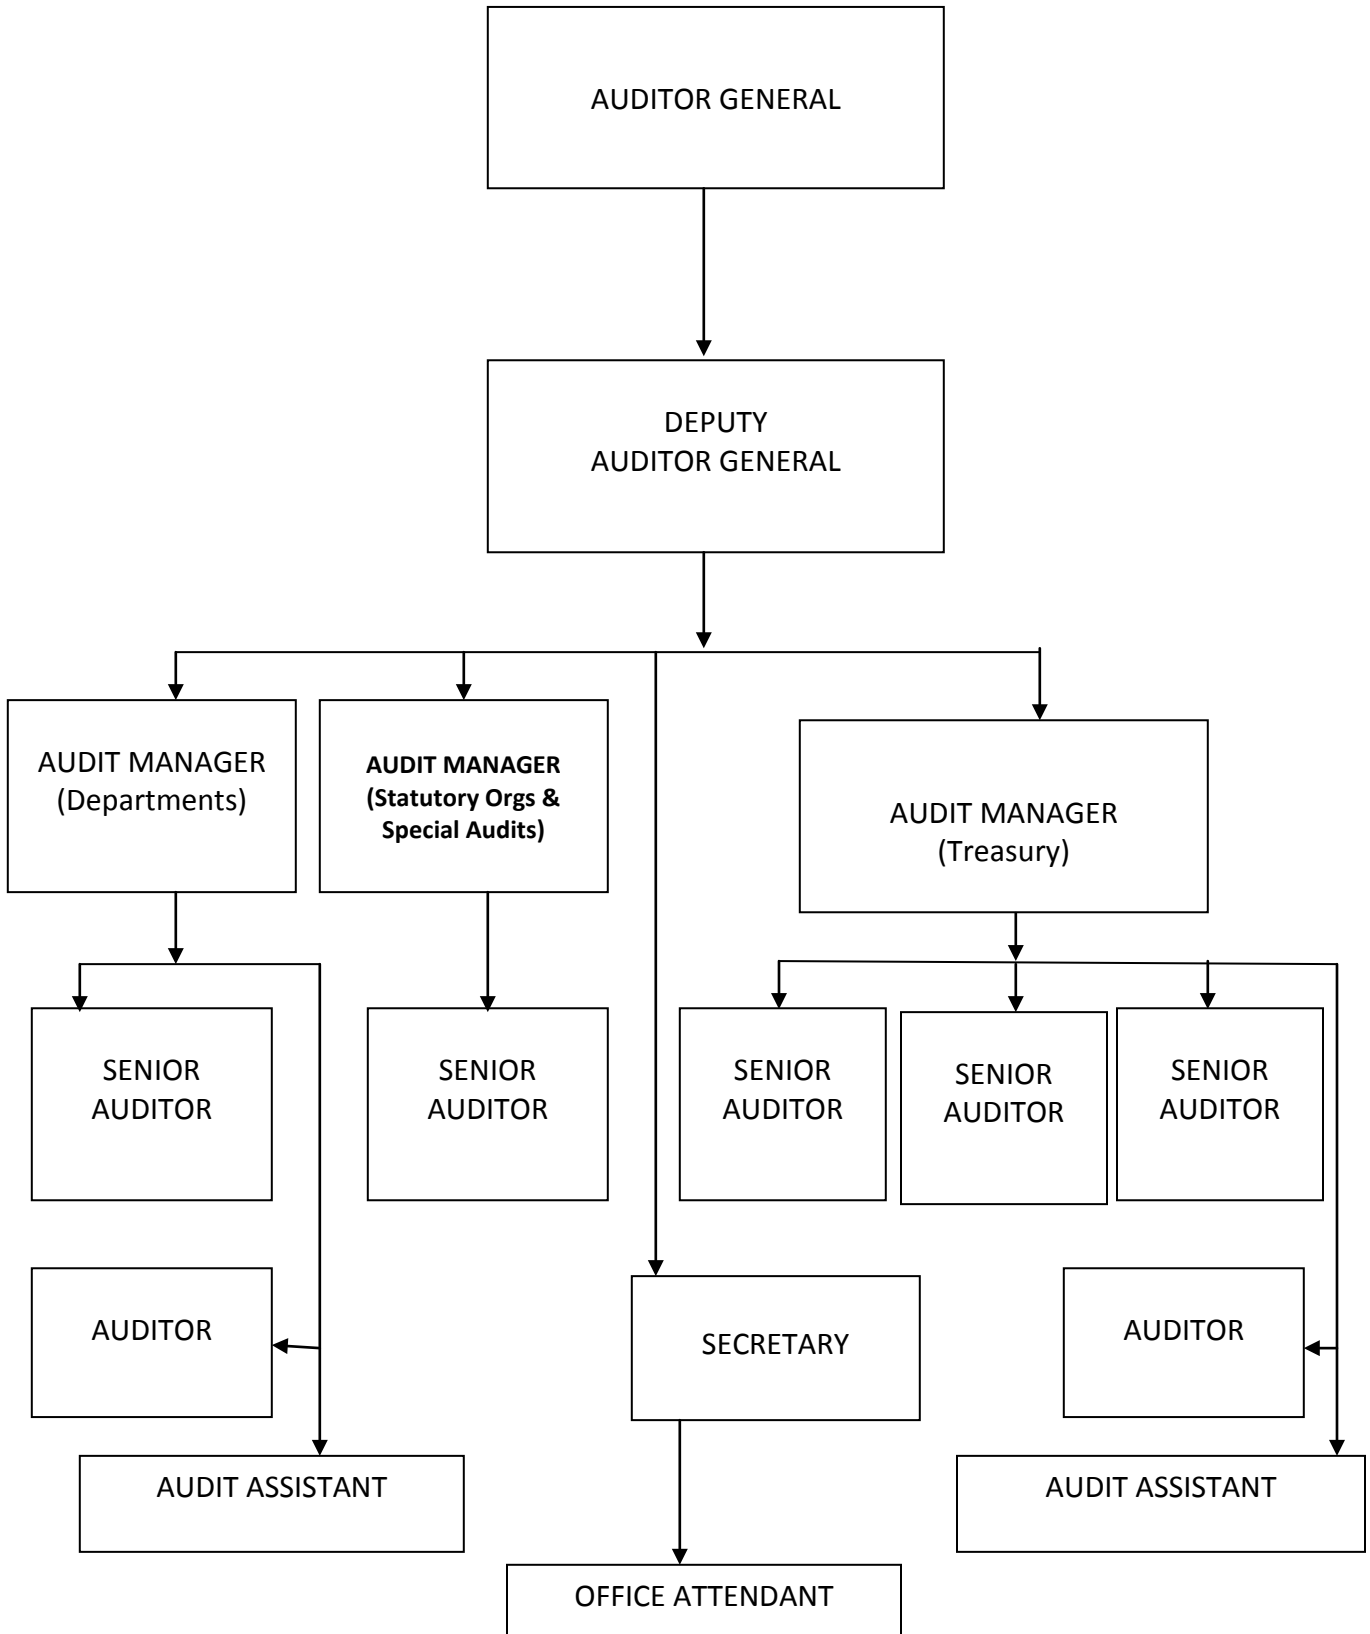 AUDITOR GENERAL
DEPUTY
AUDITOR GENERAL
AUDIT MANAGER
(Departments)
AUDIT MANAGER
(Statutory Orgs &
Special Audits)
AUDIT MANAGER
(Treasury)
SENIOR
AUDITOR
SENIOR
AUDITOR
SENIOR
AUDITOR
SENIOR
AUDITOR
SENIOR
AUDITOR
AUDITOR
SECRETARY
AUDITOR
AUDIT ASSISTANT
AUDIT ASSISTANT
OFFICE ATTENDANT